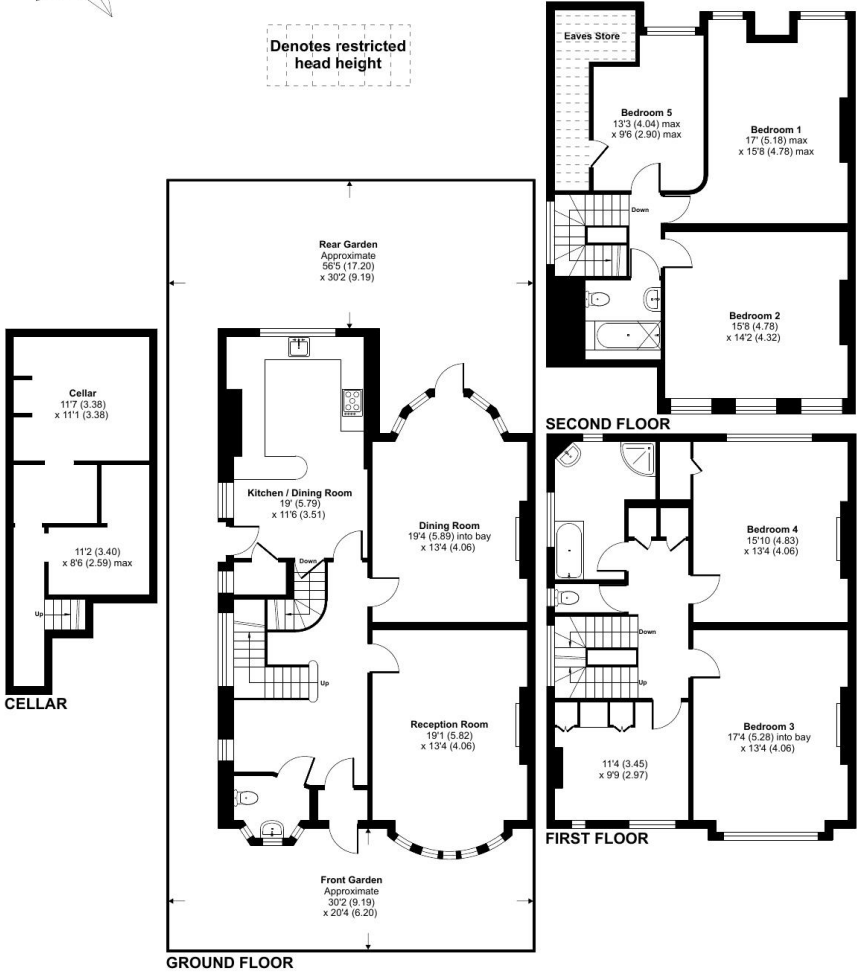 Denotes restricted
head height
Eaves Store
Bedroom 5
13'3 (4.04) max
x 9'6 (2.90) max
Bedroom 1
17' (5.18) max
x 15'8 (4.78) max
Down
Bedroom 2
15'8 (4.78)
x 14'2 (4.32)
SECOND FLOOR
Rear Garden
Approximate
56'5 (17.20)
x 30'2 (9.19)
Cellar
11'7 (3.38)
x 11'1 (3.38)
11'2 (3.40)
x 8'6 (2.59) max
Up
CELLAR
Kitchen / Dining Room
19' (5.79)
x 11'6 (3.51)
Dining Room
19'4 (5.89) into bay
x 13'4 (4.06)
Down
Up
Reception Room
19'1 (5.82)
x 13'4 (4.06)
Front Garden
Approximate
30'2 (9.19)
x 20'4 (6.20)
GROUND FLOOR
Bedroom 4
15'10 (4.83)
x 13'4 (4.06)
Down
Up
Bedroom 3
17'4 (5.28) into bay
x 13'4 (4.06)
11'4 (3.45)
x 9'9 (2.97)
FIRST FLOOR